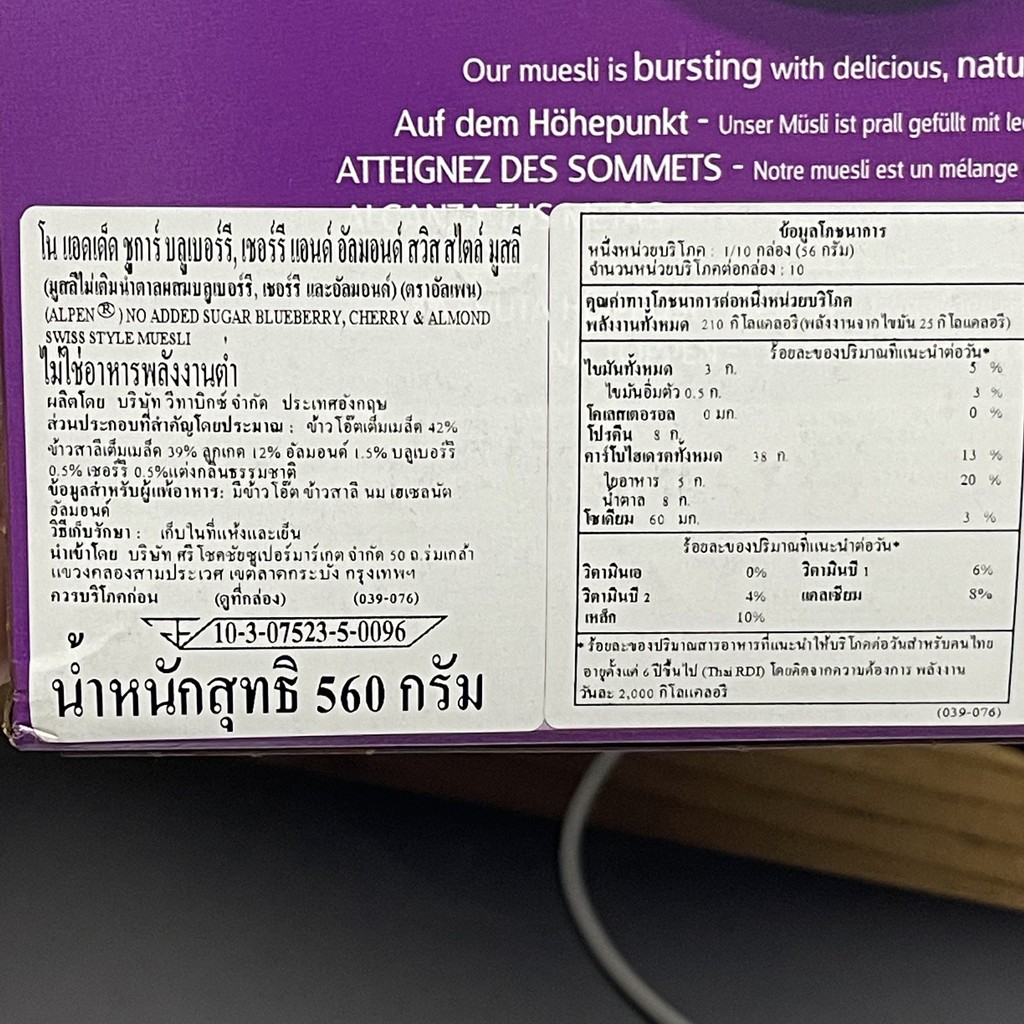 Our muesli is bursting with delicious,
Auf dem Höhepunkt - Unser Müsli ist prall gefüllt mit
ATTEIGNEZ DES SOMMETS - Notre muesli est un mélange
โน แอดเด็ด ชูการ์ บลูเบอร์รี่, เชอร์รี่ แอนด์ อัลมอนด์ สวิส สไตล์ มูสลี่
(มูสลี่ไม่เติมน้ำตาลผสมบลูเบอร์รี่, เชอร์รี่ และอัลมอนด์) (ตราอัลเพน)
(ALPEN ®) NO ADDED SUGAR BLUEBERRY, CHERRY & ALMOND
SWISS STYLE MUESLI
ไม่ใช่อาหารพลังงานต่ำ
ผลิตโดย บริษัท วีทาบิกซ์ จำกัด ประเทศอังกฤษ
ส่วนประกอบที่สำคัญโดยประมาณ : ข้าวโอ๊ตเต็มเมล็ด 42%
ข้าวสาลีเต็มเมล็ด 39% ลูกเกด 12% อัลมอนด์ 1.5% บลูเบอร์รี่
0.5% เชอร์รี่ 0.5%แต่งกลิ่นธรรมชาติ
ข้อมูลสำหรับผู้แพ้อาหาร: มีข้าวโอ๊ต ข้าวสาลี นม เฮเซลนัต
อัลมอนด์
วิธีเก็บรักษา : เก็บในที่แห้งและเย็น
นำเข้าโดย บริษัท ศรีโชคชัยซูเปอร์มาร์เกต จำกัด 50 ถ.ร่มเกล้า
แขวงคลองสามประเวศ เขตลาดกระบัง กรุงเทพฯ
ควรบริโภคก่อน (ดูที่กล่อง) (039-076)
10-3-07523-5-0096
น้ำหนักสุทธิ 560 กรัม
ข้อมูลโภชนาการ
หนึ่งหน่วยบริโภค : 1/10 กล่อง (56 กรัม)
จำนวนหน่วยบริโภคต่อกล่อง : 10
คุณค่าทางโภชนาการต่อหนึ่งหน่วยบริโภค
พลังงานทั้งหมด 210 กิโลแคลอรี่(พลังงานจากไขมัน 25 กิโลแคลอรี่)
ร้อยละของปริมาณที่แนะนำต่อวัน*
ไขมันทั้งหมด 3 ก. 5 %
ไขมันอิ่มตัว 0.5 ก. 3 %
โคเลสเตอรอล 0 มก. 0 %
โปรตีน 8 ก.
คาร์โบไฮเดรตทั้งหมด 38 ก. 13 %
ใยอาหาร 5 ก. 20 %
น้ำตาล 8 ก.
โซเดียม 60 มก. 3 %
ร้อยละของปริมาณที่แนะนำต่อวัน*
วิตามินเอ 0% วิตามินบี 1 6%
วิตามินบี 2 4% แคลเซียม 8%
เหล็ก 10%
* ร้อยละของปริมาณสารอาหารที่แนะนำให้บริโภคต่อวันสำหรับคนไทย
อายุตั้งแต่ 6 ปีขึ้นไป (Thai RDI) โดยคิดจากความต้องการ พลังงาน
วันละ 2,000 กิโลแคลอรี่
(039-076)